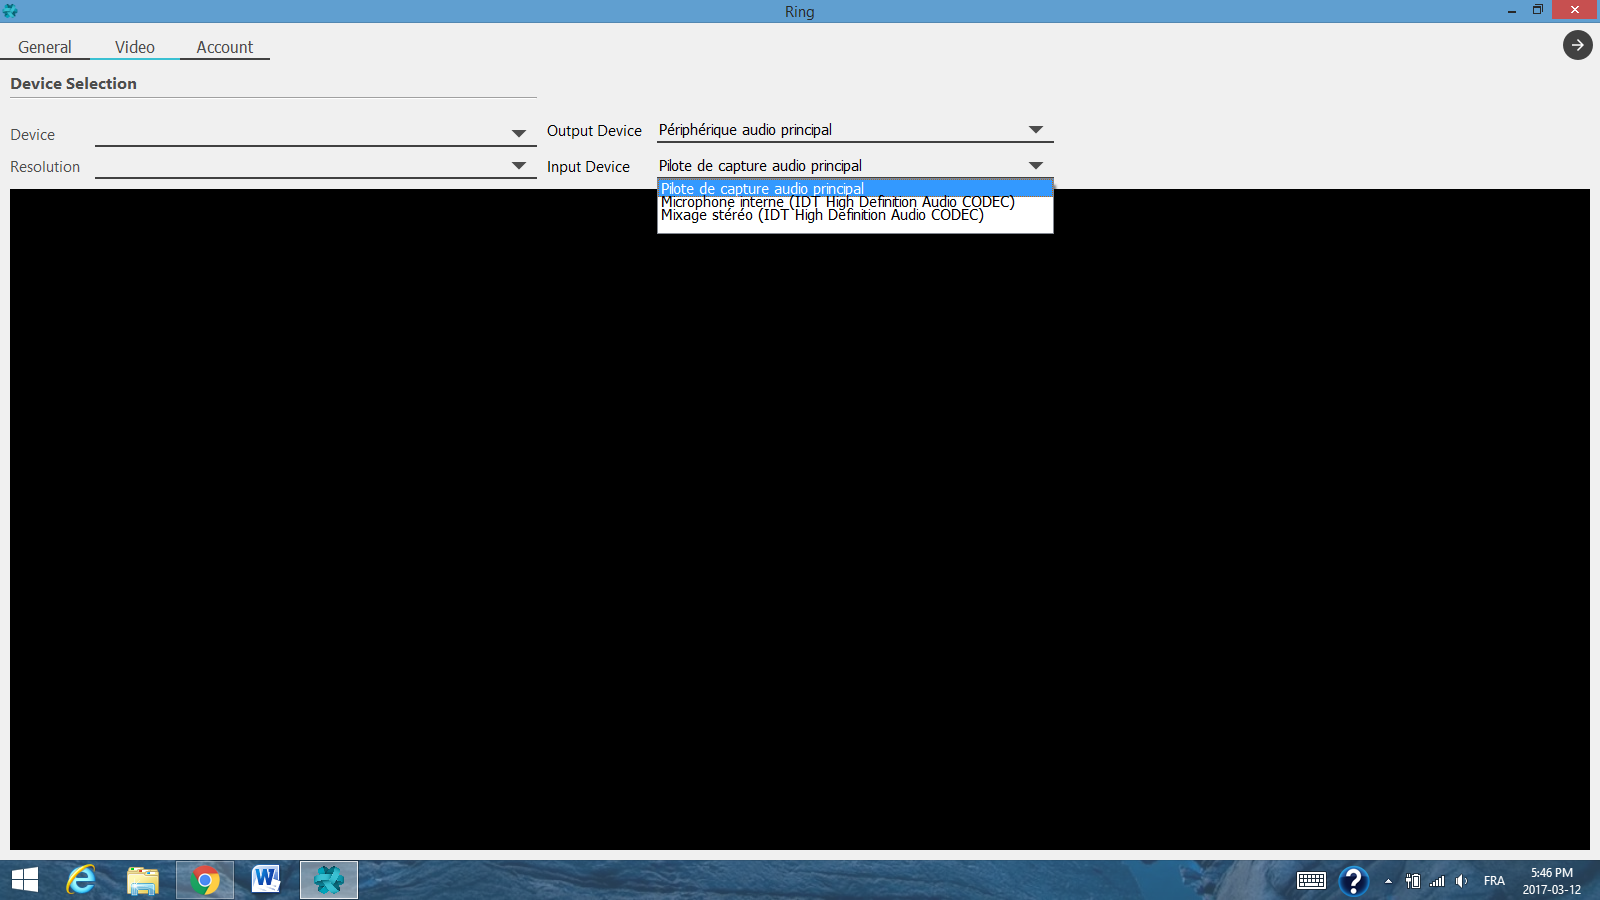 Ring
General Video Account
Device Selection
Device
Output Device Périphérique audio principal
Resolution
Input Device Pilote de capture audio principal
Pilote de capture audio principal
Microphone interne (IDT High Definition Audio CODEC)
Mixage stéréo (IDT High Definition Audio CODEC)
FRA
5:46 PM
2017-03-12